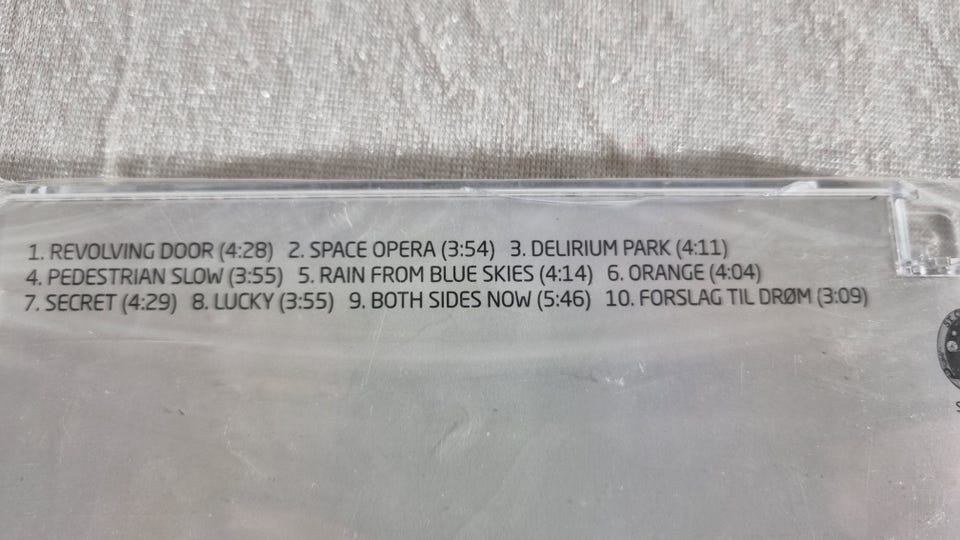 1. REVOLVING DOOR (4:28) 2. SPACE OPERA (3:54) 3. DELIRIUM PARK (4:11)
4. PEDESTRIAN SLOW (3:55) 5. RAIN FROM BLUE SKIES (4:14) 6. ORANGE (4:04)
7. SECRET (4:29) 8. LUCKY (3:55) 9. BOTH SIDES NOW (5:46) 10. FORSLAG TIL DRØM (3:09)